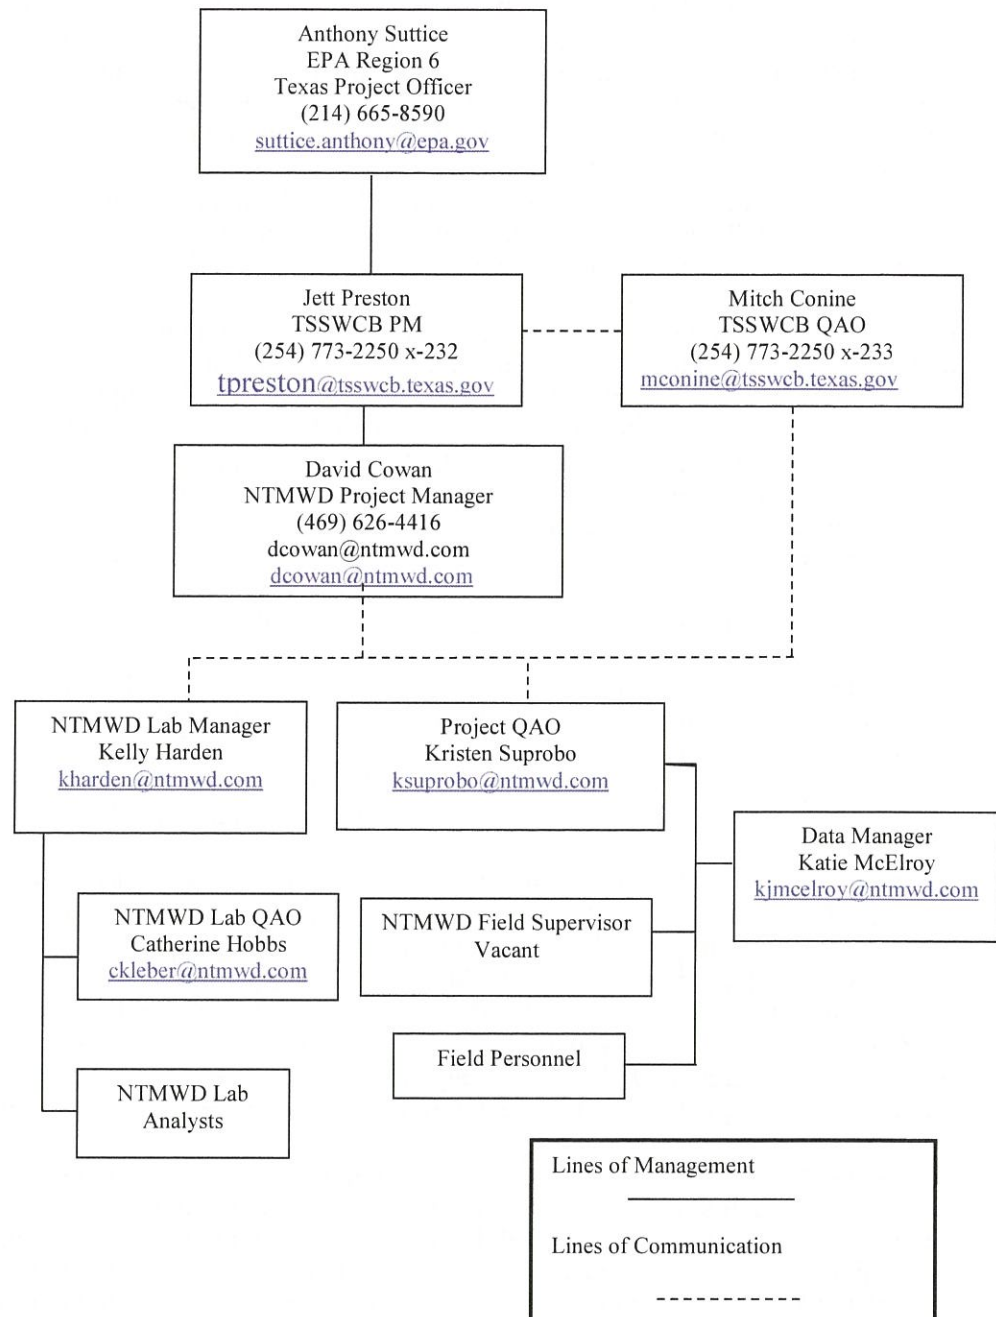 Anthony Suttice
EPA Region 6
Texas Project Officer
(214) 665-8590
suttice.anthony@epa.gov
Jett Preston
TSSWCB PM
(254) 773-2250 x-232
tpreston@tsswcb.texas.gov
Mitch Conine
TSSWCB QAO
(254) 773-2250 x-233
mconine@tsswcb.texas.gov
David Cowan
NTMWD Project Manager
(469) 626-4416
dcowan@ntmwd.com
dcowan@ntmwd.com
NTMWD Lab Manager
Kelly Harden
kharden@ntmwd.com
Project QAO
Kristen Suprobo
ksuprobo@ntmwd.com
Data Manager
Katie McElroy
kjmcelroy@ntmwd.com
NTMWD Lab QAO
Catherine Hobbs
ckleber@ntmwd.com
NTMWD Field Supervisor
Vacant
Field Personnel
NTMWD Lab
Analysts
Lines of Management
Lines of Communication